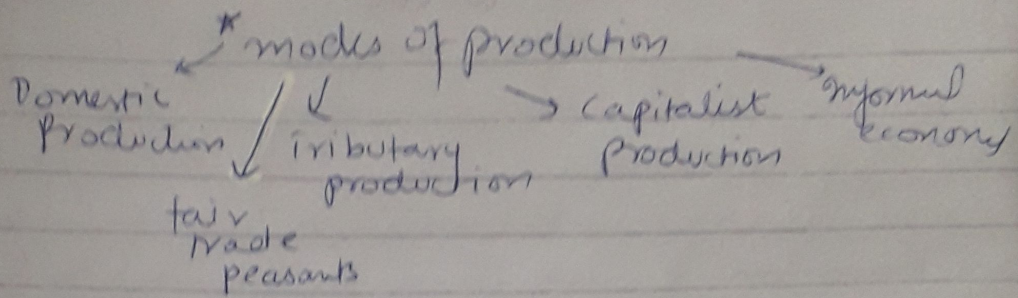 * modes of production
Domestic
Production
fair
trade
peasants
Tributary
production
Capitalist
Production
informal
economy